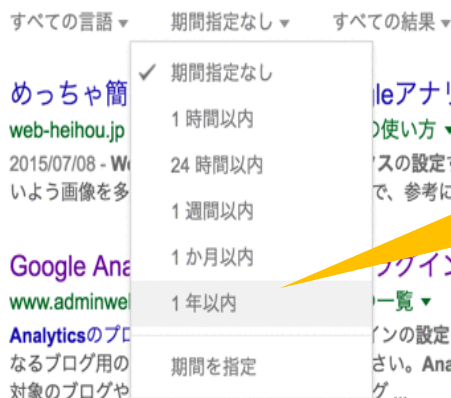 すべての言語 ▾ 期間指定なし ▾ すべての結果 ▾
✓ 期間指定なし
1 時間以内
24 時間以内
1 週間以内
1 か月以内
1 年以内
期間を指定
めっちゃ簡 leアナリ
web-heihou.jp の使い方 ▾
2015/07/08 - We スの設定
いよう画像を多 で、参考に
Google Ana ログイン
www.adminwe 一覧 ▾
Analyticsのプロ インの設定
なるブログ用の さい。Ana
対象のブログや グ ...